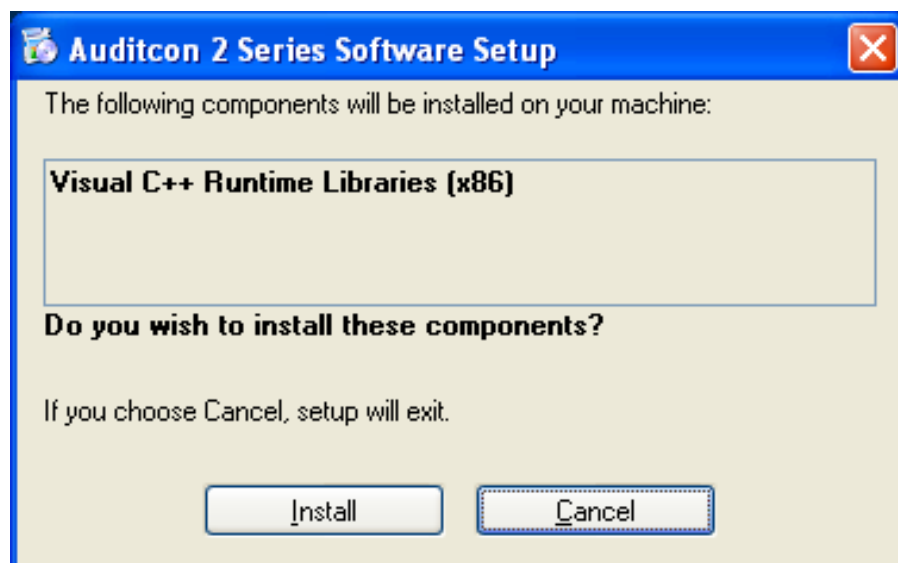 Auditcon 2 Series Software Setup
The following components will be installed on your machine:
Visual C++ Runtime Libraries (x86)
Do you wish to install these components?
If you choose Cancel, setup will exit.
Install
Cancel